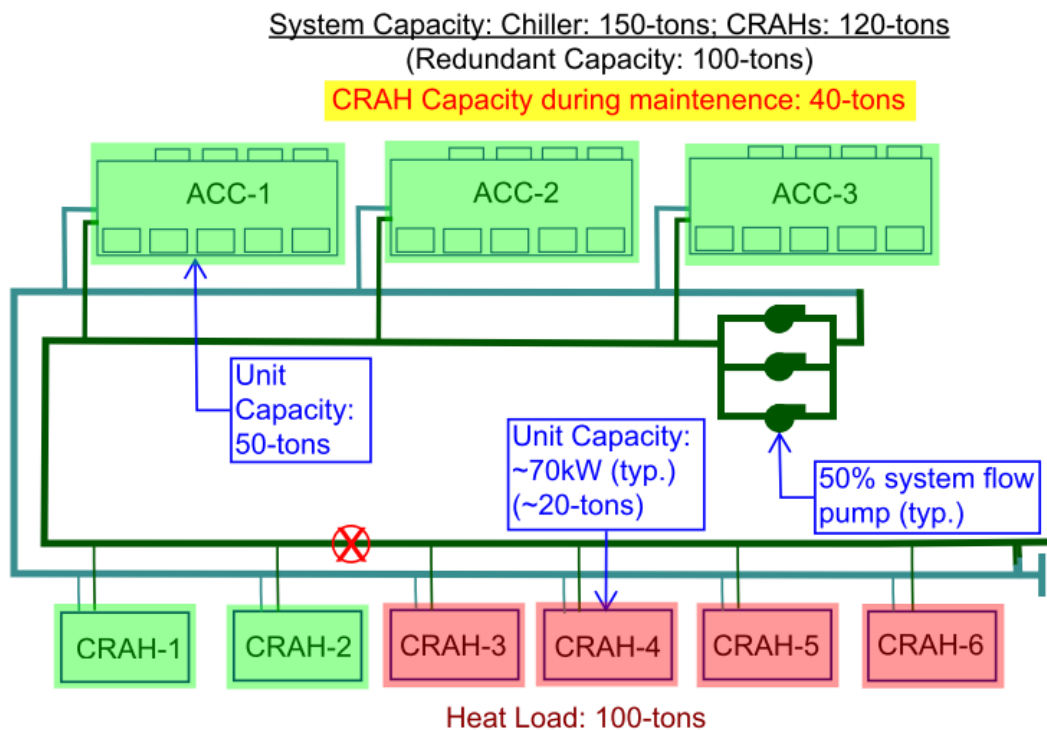 System Capacity: Chiller: 150-tons; CRAHs: 120-tons
(Redundant Capacity: 100-tons)
CRAH Capacity during maintenence: 40-tons
ACC-1
ACC-2
ACC-3
Unit
Capacity:
50-tons
Unit Capacity:
~70kW (typ.)
(~20-tons)
50% system flow
pump (typ.)
CRAH-1
CRAH-2
CRAH-3
CRAH-4
CRAH-5
CRAH-6
Heat Load: 100-tons